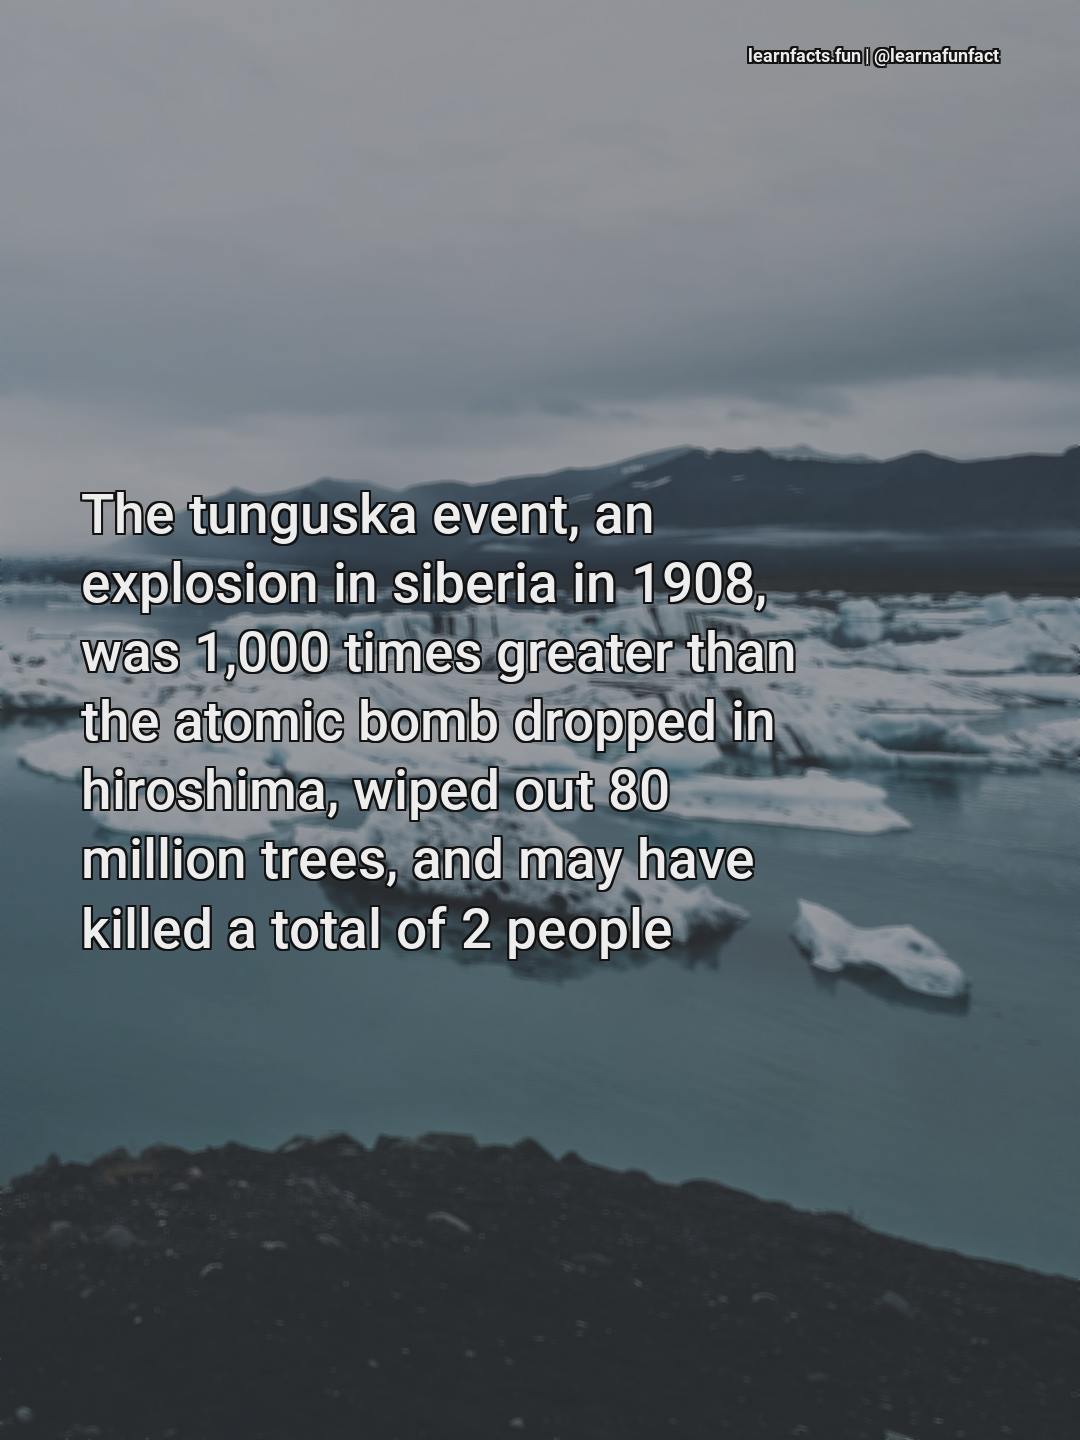 learnfacts.fun | @learnafunfact
The tunguska event, an
explosion in siberia in 1908,
was 1,000 times greater than
the atomic bomb dropped in
hiroshima, wiped out 80
million trees, and may have
killed a total of 2 people